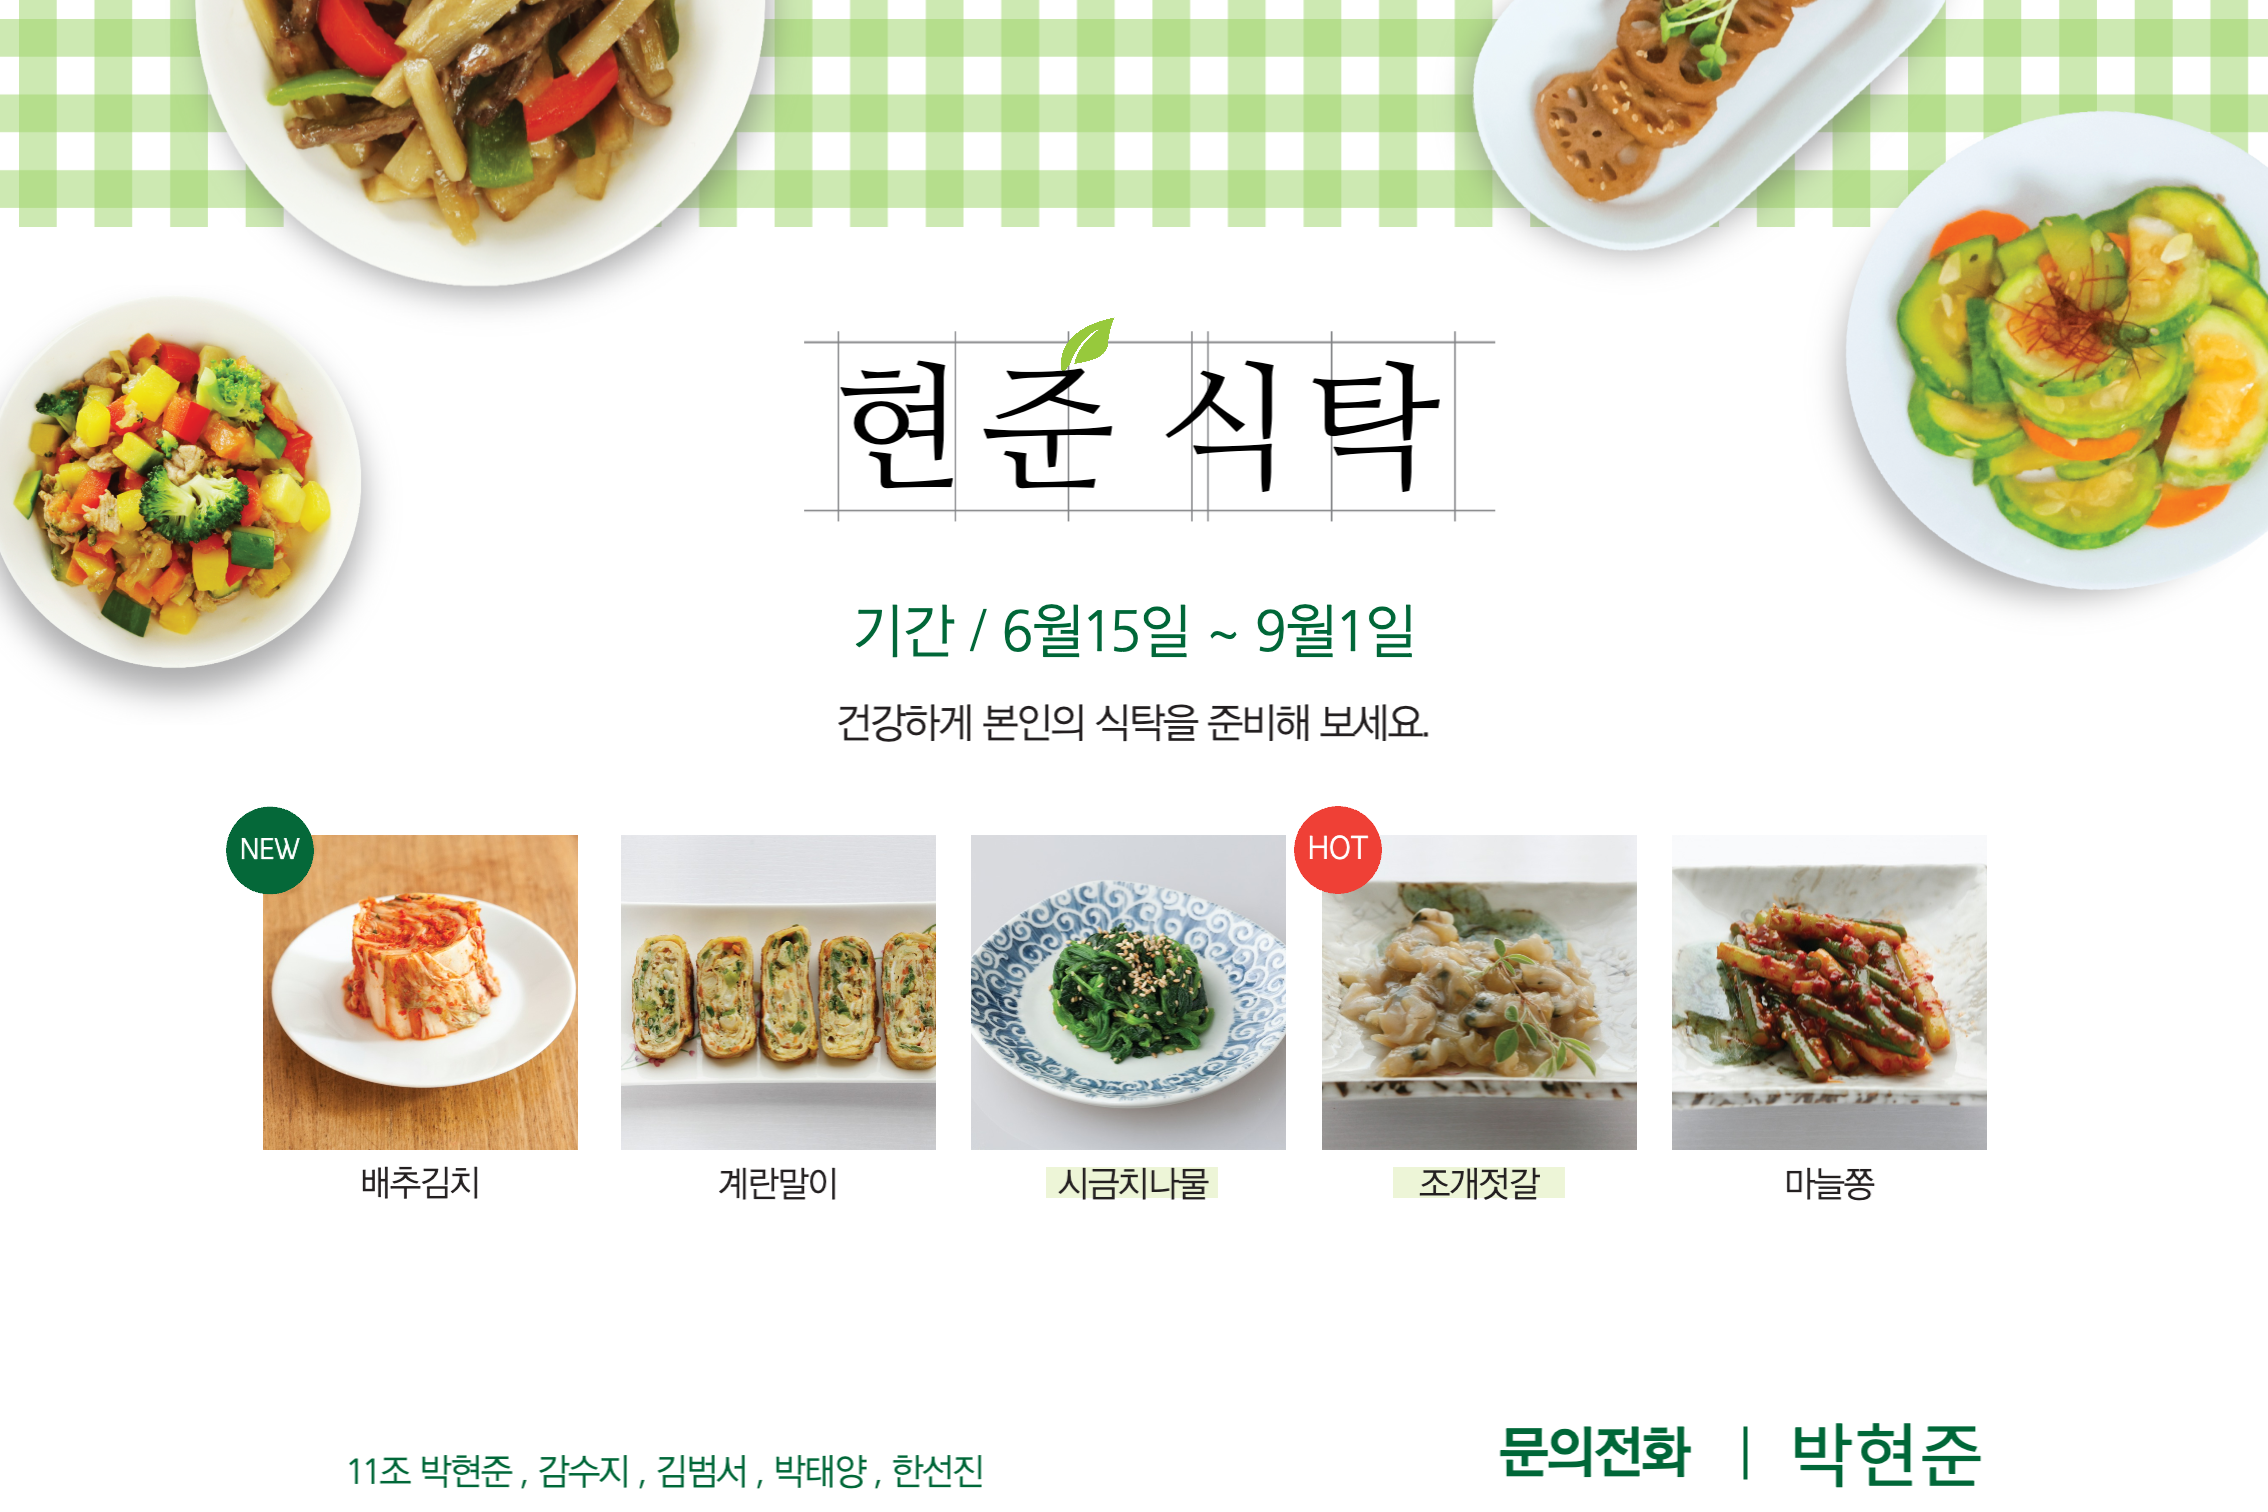 현준 식탁
기간 / 6월15일 ~ 9월1일
건강하게 본인의 식탁을 준비해 보세요.
NEW
HOT
배추김치
계란말이
시금치나물
조개젓갈
마늘쫑
11조 박현준 , 감수지 , 김범서 , 박태양 , 한선진
문의전화 | 박현준